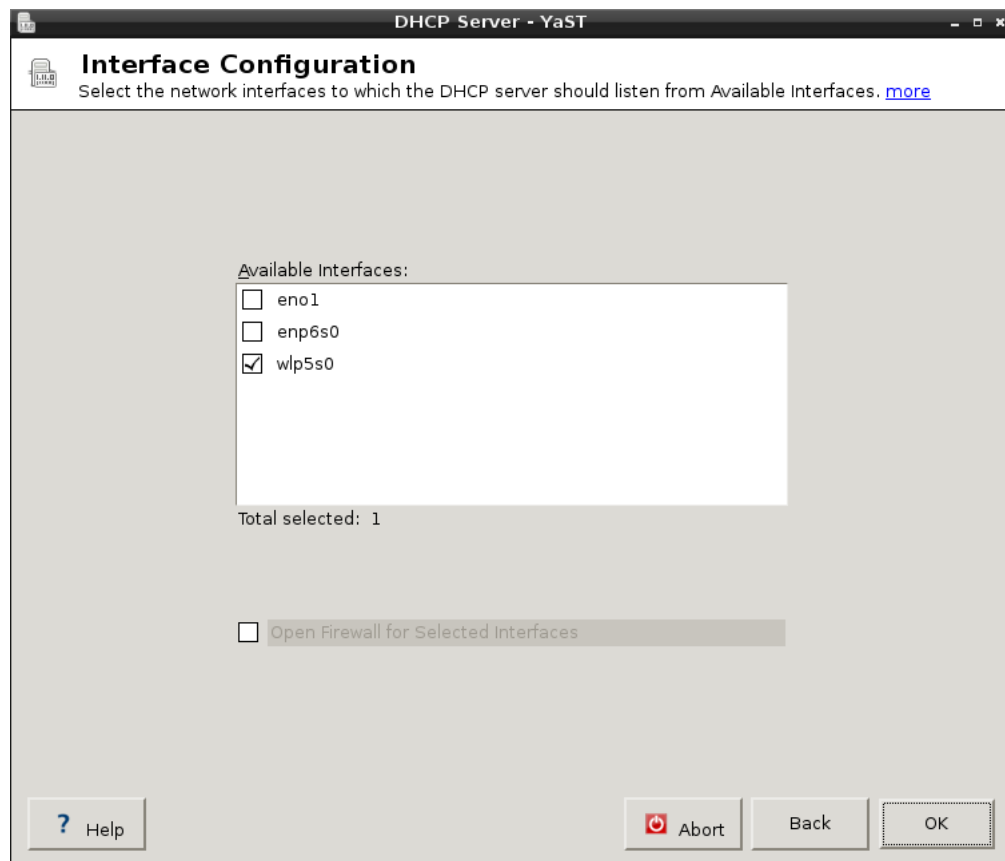 DHCP Server - YaST
Interface Configuration
Select the network interfaces to which the DHCP server should listen from Available Interfaces. more
Available Interfaces:
eno1
enp6s0
wlp5s0
Total selected: 1
Open Firewall for Selected Interfaces
? Help
Abort
Back
OK